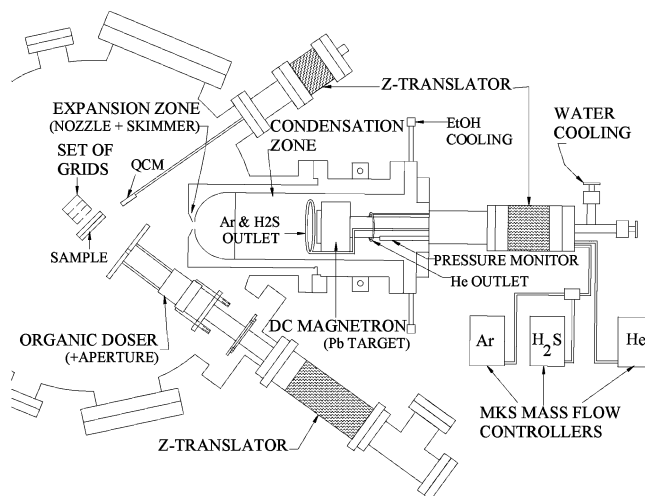 Z-TRANSLATOR
EXPANSION ZONE
(NOZZLE + SKIMMER)
CONDENSATION
ZONE
EtOH
COOLING
WATER
COOLING
SET OF
GRIDS
QCM
SAMPLE
Ar & H2S
OUTLET
PRESSURE MONITOR
He OUTLET
DC MAGNETRON
(Pb TARGET)
ORGANIC DOSER
(+APERTURE)
Ar
H2S
He
MKS MASS FLOW
CONTROLLERS
Z-TRANSLATOR